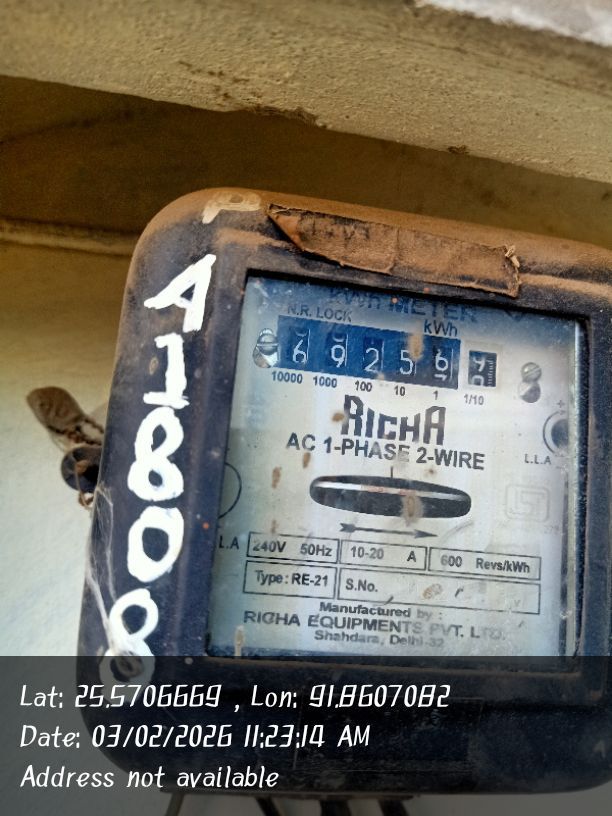 P
A1808
kWh METER
N.R. LOCK
kWh
6 9 2 5 6
10000 1000 100 10 1 1/10
RICHA
AC 1-PHASE 2-WIRE
L.L.A
L.A
240V 50Hz 10-20 A 600 Revs/kWh
Type: RE-21 S.No.
Manufactured by :
RICHA EQUIPMENTS PVT. LTD.
Shahdara, Delhi-32
Lat: 25.5706669 , Lon: 91.8607082
Date: 03/02/2026 11:23:14 AM
Address not available